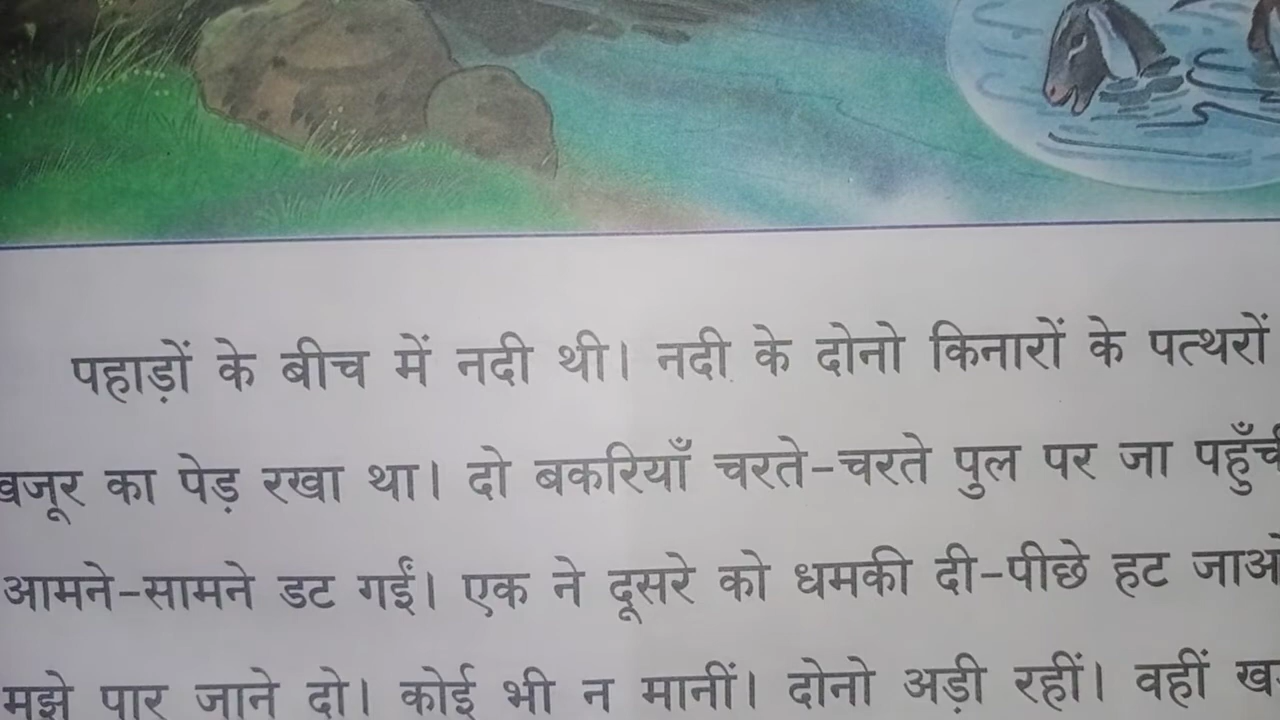 पहाड़ों के बीच में नदी थी। नदी के दोनो किनारों के पत्थरों
का पेड़ रखा था। दो बकरियाँ चरते-चरते पुल पर जा
आमने-सामने डट गईं। एक ने दूसरे को धमकी दी-पीछे हट
मुझे पार जाने दो। कोई भी न मानीं। दोनो अड़ी रहीं। वहीं